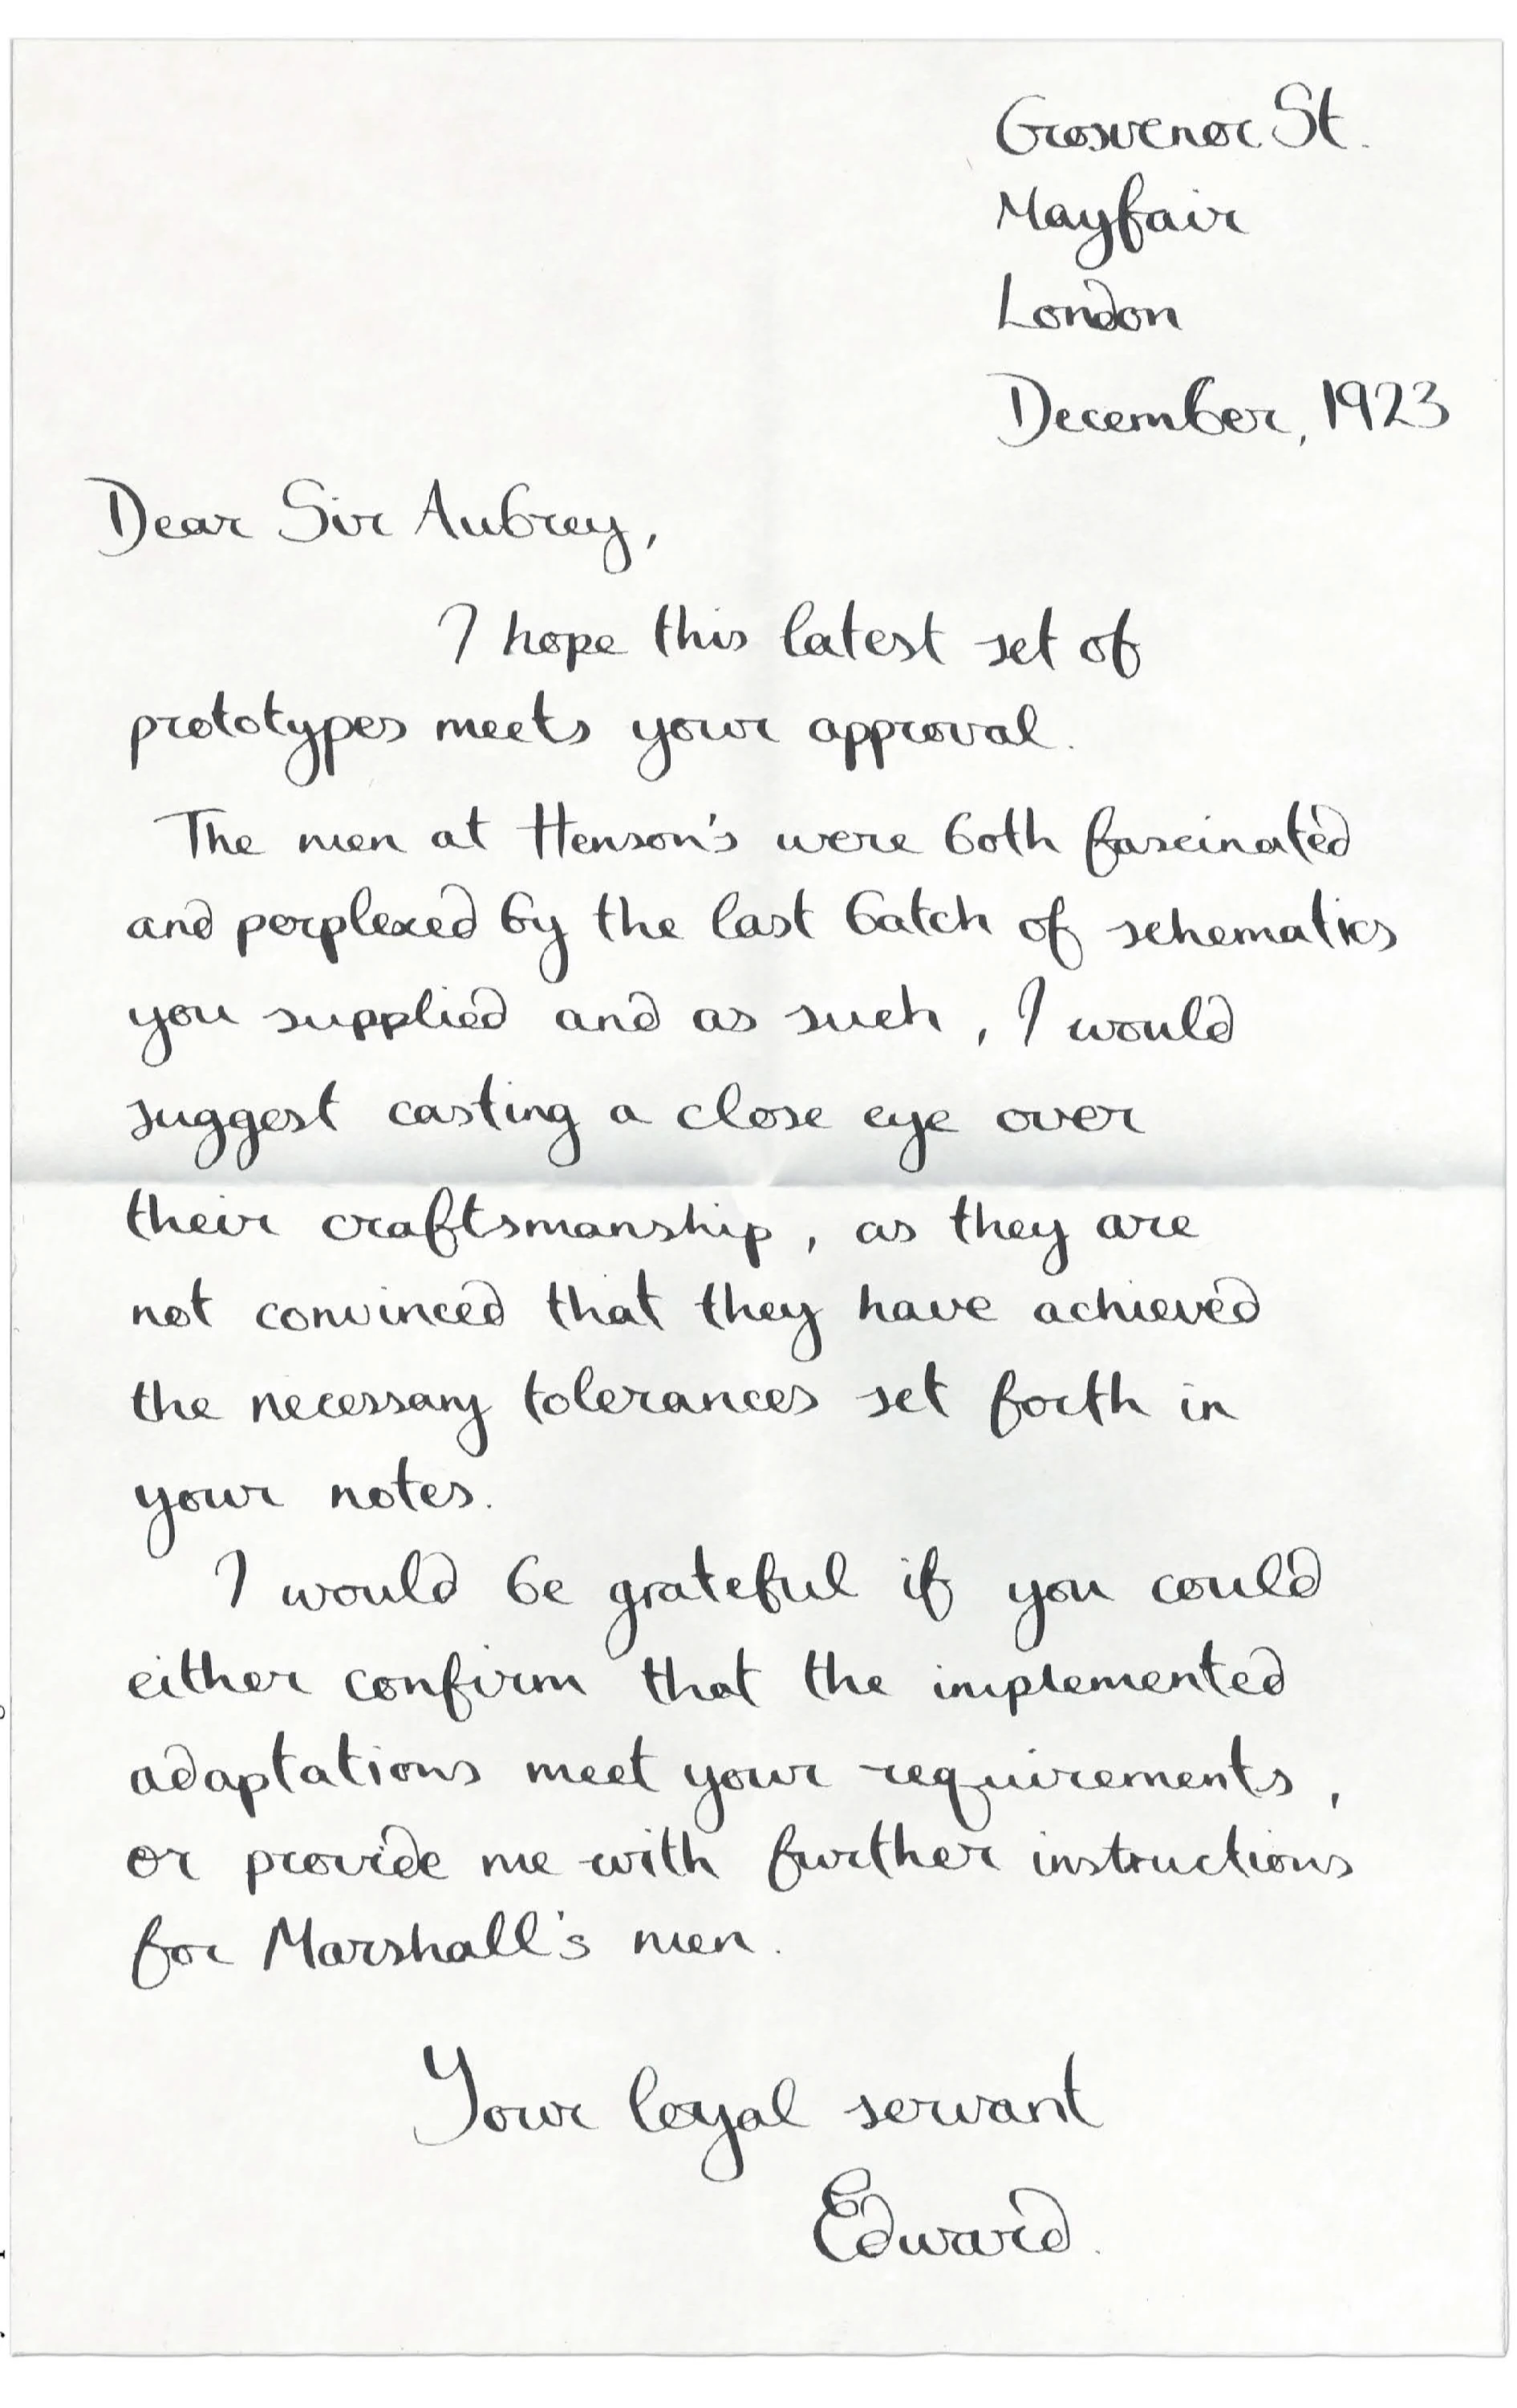 Grosvenor St.
Mayfair
London
December, 1923
Dear Sir Aubrey,
I hope this latest set of
prototypes meets your approval.
The men at Henson's were both fascinated
and perplexed by the last batch of schematics
you supplied and as such, I would
suggest casting a close eye over
their craftsmanship, as they are
not convinced that they have achieved
the necessary tolerances set forth in
your notes.
I would be grateful if you could
either confirm that the implemented
adaptations meet your requirements,
or provide me with further instructions
for Marshall's men.
Your loyal servant
Edward.